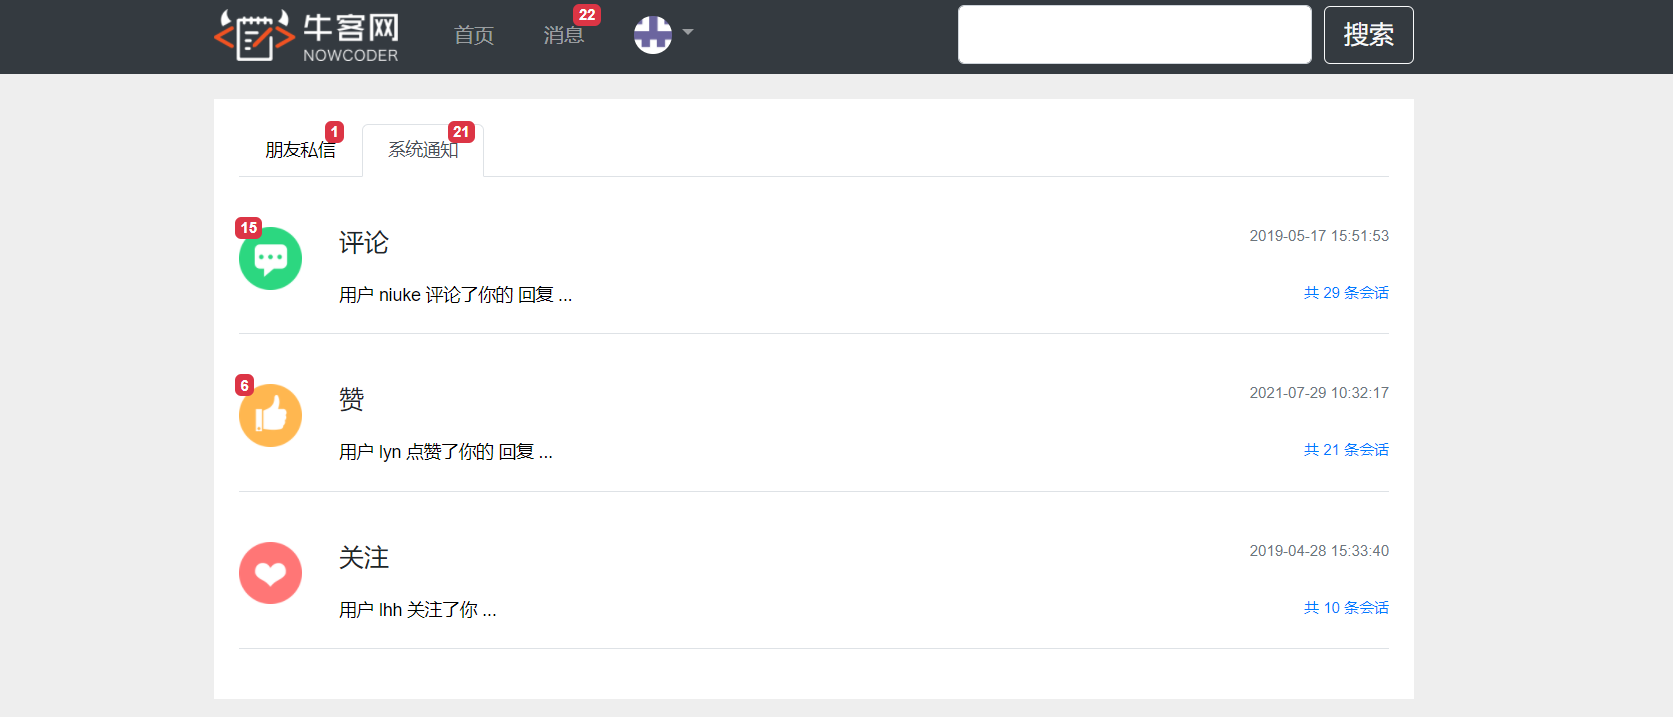 牛客网
NOWCODER
首页
消息 22
搜索
朋友私信 1
系统通知 21
15
评论
2019-05-17 15:51:53
用户 niuke 评论了你的 回复 ...
共 29 条会话
6
赞
2021-07-29 10:32:17
用户 lyn 点赞了你的 回复 ...
共 21 条会话
关注
2019-04-28 15:33:40
用户 lhh 关注了你 ...
共 10 条会话